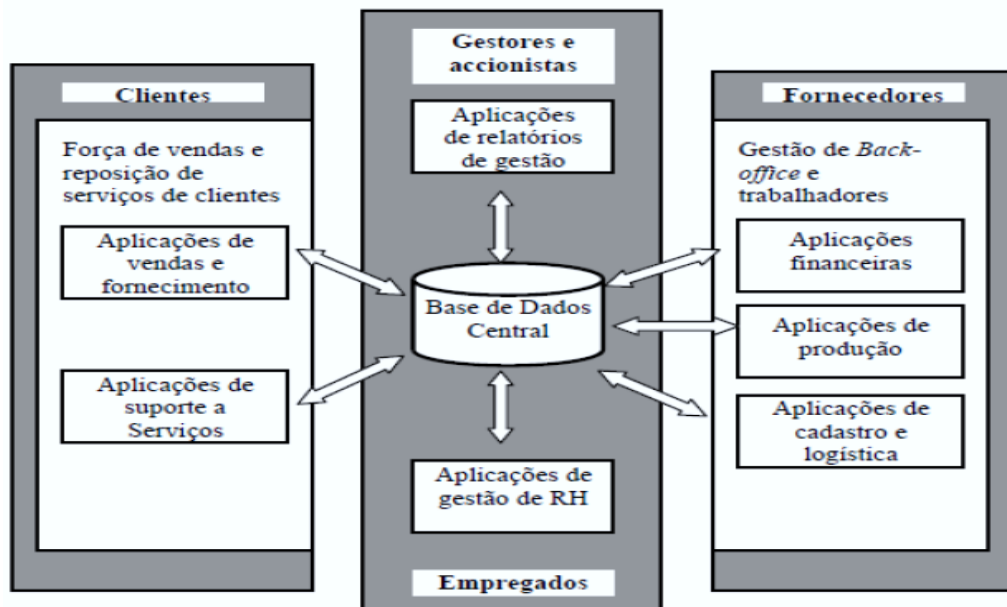 Clientes
Força de vendas e
reposição de
serviços de clientes
Aplicações de
vendas e
fornecimento
Aplicações de
suporte a
Serviços
Gestores e
accionistas
Aplicações
de relatórios
de gestão
Base de Dados
Central
Aplicações de
gestão de RH
Empregados
Fornecedores
Gestão de Back-
office e
trabalhadores
Aplicações
financeiras
Aplicações de
produção
Aplicações de
cadastro e
logística